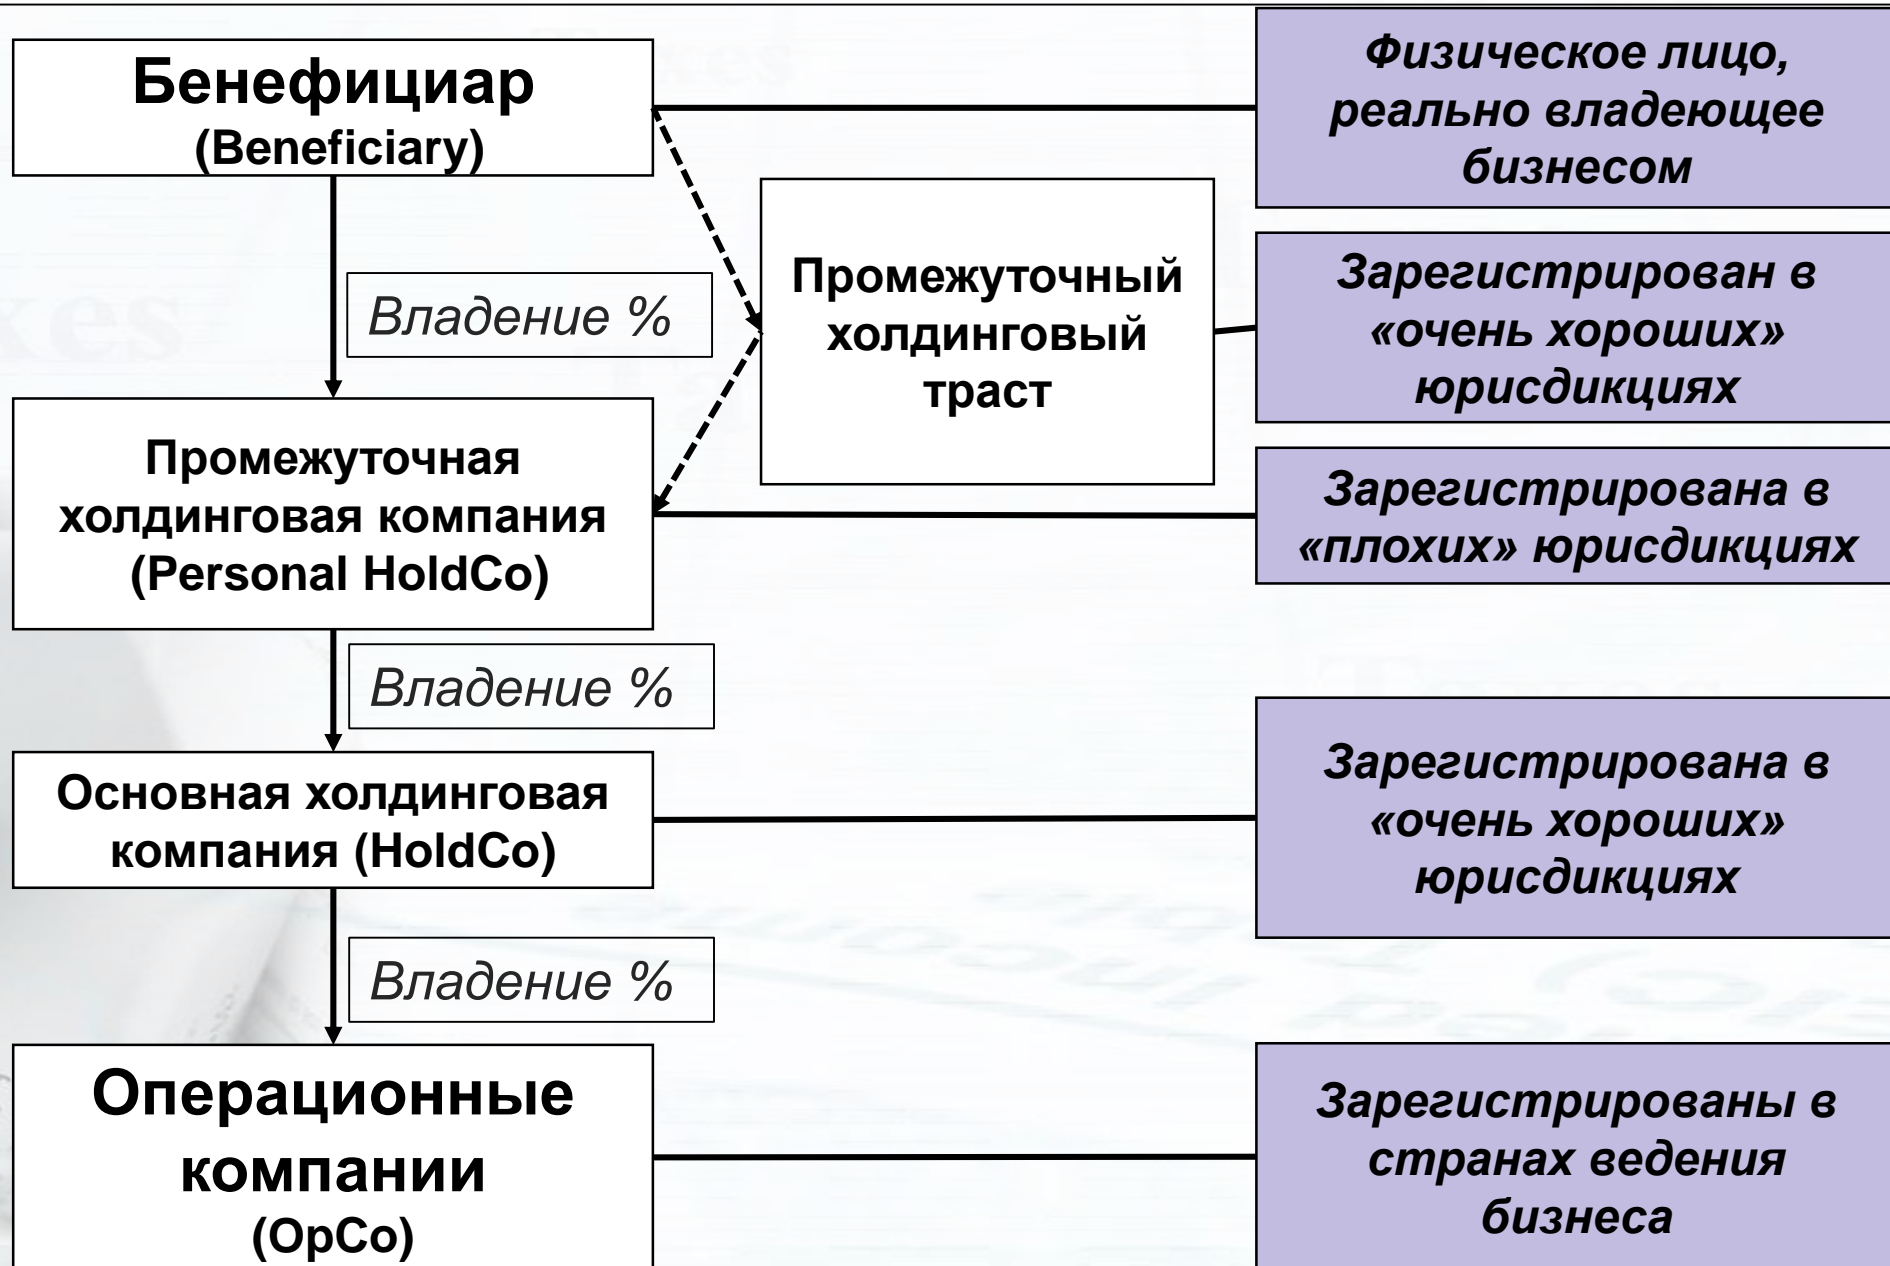 Бенефициар
(Beneficiary)
Физическое лицо,
реально владеющее
бизнесом
Владение %
Промежуточный
холдинговый
траст
Зарегистрирован в
«очень хороших»
юрисдикциях
Промежуточная
холдинговая компания
(Personal HoldCo)
Зарегистрирована в
«плохих» юрисдикциях
Владение %
Основная холдинговая
компания (HoldCo)
Зарегистрирована в
«очень хороших»
юрисдикциях
Владение %
Операционные
компании
(OpCo)
Зарегистрированы в
странах ведения
бизнеса